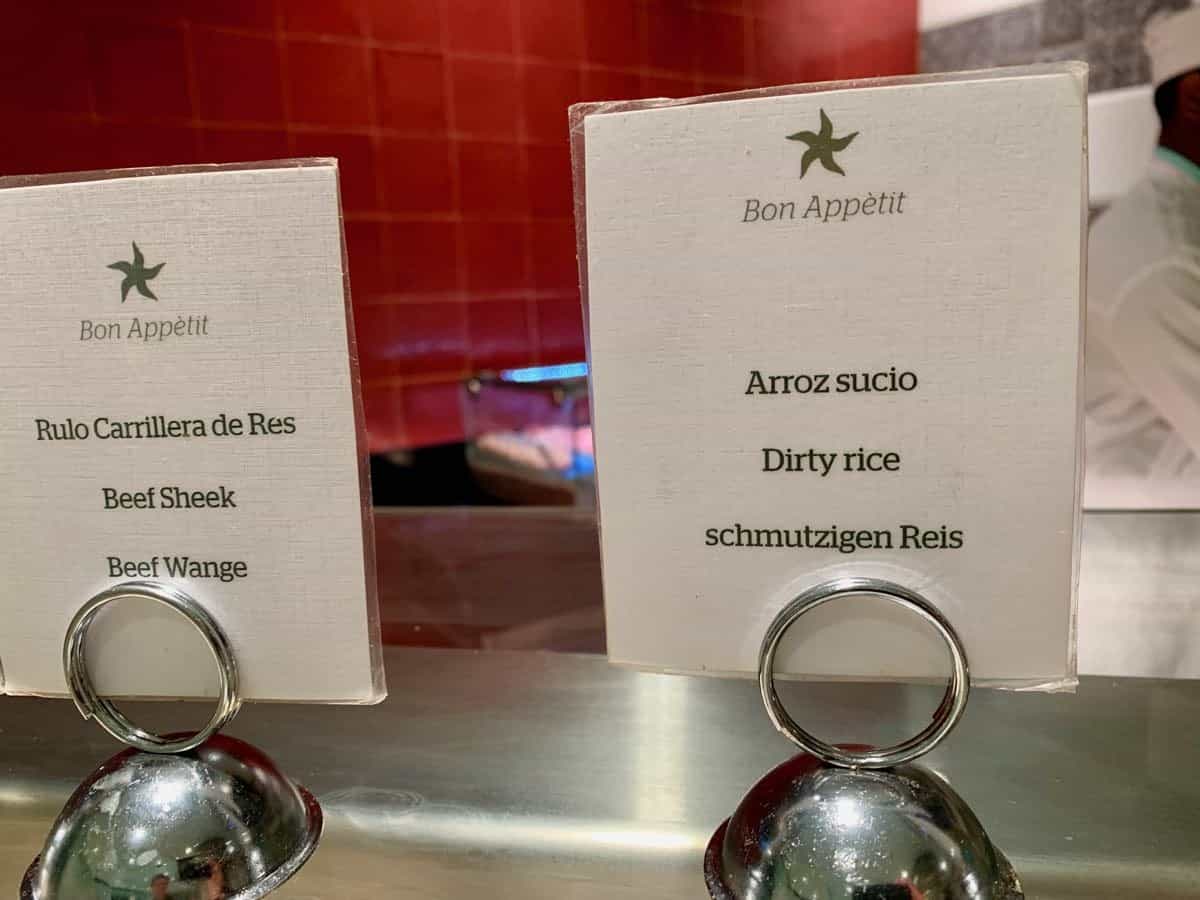 Bon Appètit
Rulo Carrillera de Res
Beef Sheek
Beef Wange
Bon Appètit
Arroz sucio
Dirty rice
schmutzigen Reis